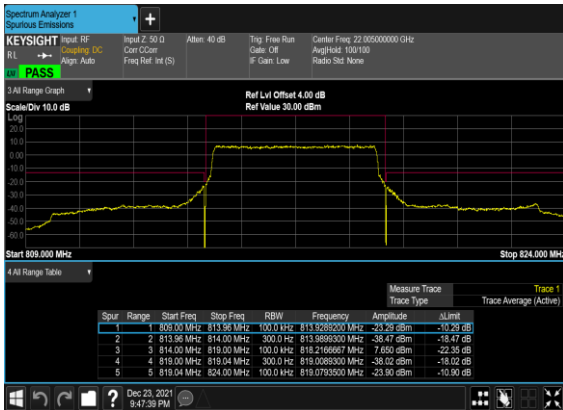 Spectrum Analyzer 1
Spurious Emissions
KEYSIGHT Input: RF Input Z: 50 Ω Atten: 40 dB Trig: Free Run Center Freq: 22.005000000 GHz
RL Coupling: DC Corr CCorr Gate: Off Avg|Hold: 100/100
Align: Auto Freq Ref: Int (S) IF Gain: Low Radio Std: None
PASS
3 All Range Graph
Ref Lvl Offset 4.00 dB
Scale/Div 10.0 dB Ref Value 30.00 dBm
Log
20.0
10.0
0.00
-10.0
-20.0
-30.0
-40.0
-50.0
-60.0
Start 809.000 MHz Stop 824.000 MHz
4 All Range Table
Measure Trace Trace 1
Trace Type Trace Average (Active)
Spur Range Start Freq Stop Freq RBW Frequency Amplitude ΔLimit
1 1 809.00 MHz 813.96 MHz 100.0 kHz 813.9289200 MHz -23.29 dBm -10.29 dB
2 2 813.96 MHz 814.00 MHz 300.0 Hz 813.9899300 MHz -38.47 dBm -18.47 dB
3 3 814.00 MHz 819.00 MHz 100.0 kHz 818.2166667 MHz 7.650 dBm -22.35 dB
4 4 819.00 MHz 819.04 MHz 300.0 Hz 819.0089300 MHz -38.02 dBm -18.02 dB
5 5 819.04 MHz 824.00 MHz 100.0 kHz 819.0793500 MHz -23.90 dBm -10.90 dB
Dec 23, 2021
9:47:39 PM